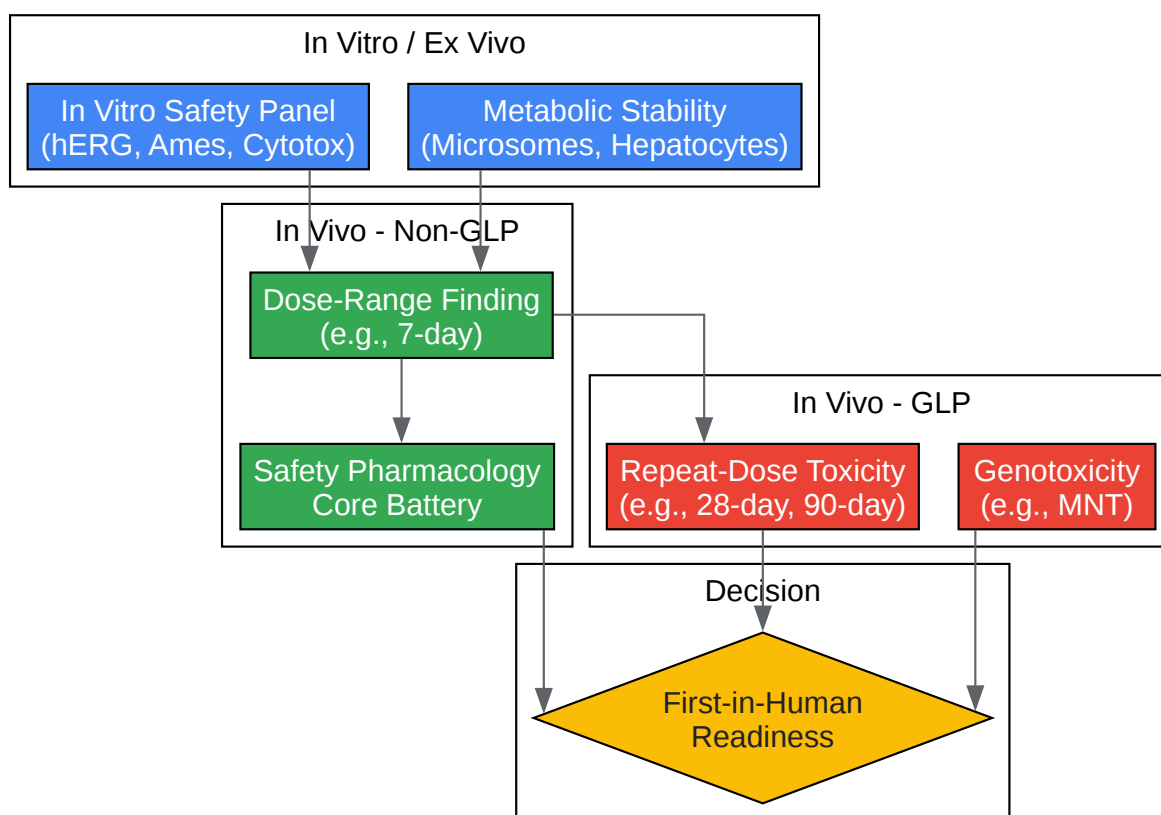 In Vitro / Ex Vivo
In Vitro Safety Panel
(hERG, Ames, Cytotox)
Metabolic Stability
(Microsomes, Hepatocytes)
In Vivo - Non-GLP
Dose-Range Finding
(e.g., 7-day)
Safety Pharmacology
Core Battery
In Vivo - GLP
Repeat-Dose Toxicity
(e.g., 28-day, 90-day)
Genotoxicity
(e.g., MNT)
Decision
First-in-Human
Readiness